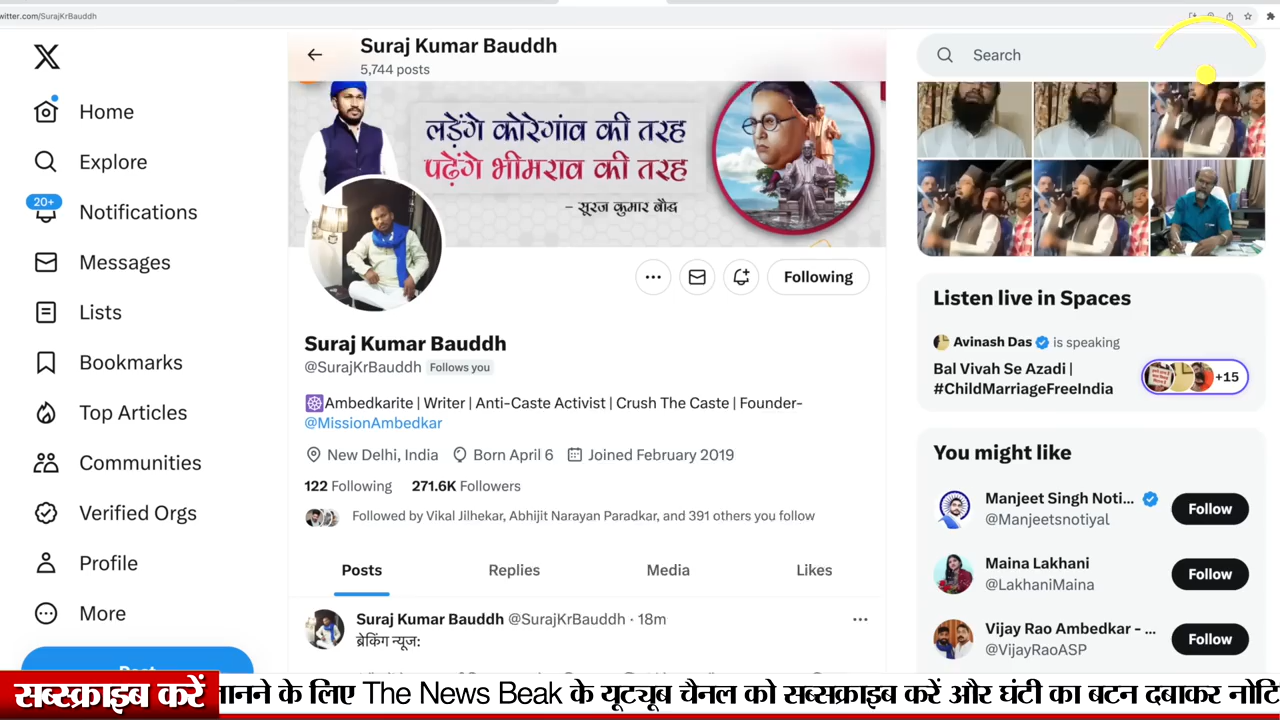 witter.com/SurajKrBauddh
Home
Explore
20+
Notifications
Messages
Lists
Bookmarks
Top Articles
Communities
Verified Orgs
Profile
More
Suraj Kumar Bauddh
5,744 posts
लड़ेंगे कोरेगांव की तरह
पढ़ेंगे भीमराव की तरह
- सूरज कुमार बौद्ध
Following
Suraj Kumar Bauddh
@SurajKrBauddh Follows you
Ambedkarite | Writer | Anti-Caste Activist | Crush The Caste | Founder-
@MissionAmbedkar
New Delhi, India Born April 6 Joined February 2019
122 Following 271.6K Followers
Followed by Vikal Jilhekar, Abhijit Narayan Paradkar, and 391 others you follow
Posts Replies Media Likes
Suraj Kumar Bauddh @SurajKrBauddh · 18m
ब्रेकिंग न्यूज:
Search
Listen live in Spaces
Avinash Das is speaking
Bal Vivah Se Azadi |
#ChildMarriageFreeIndia
+15
You might like
Manjeet Singh Noti...
@Manjeetsnotiyal
Follow
Maina Lakhani
@LakhaniMaina
Follow
Vijay Rao Ambedkar - ...
@VijayRaoASP
Follow
सब्स्क्राइब करें
जानने के लिए The News Beak के यूट्यूब चैनल को सब्सक्राइब करें और घंटी का बटन दबाकर नोटि